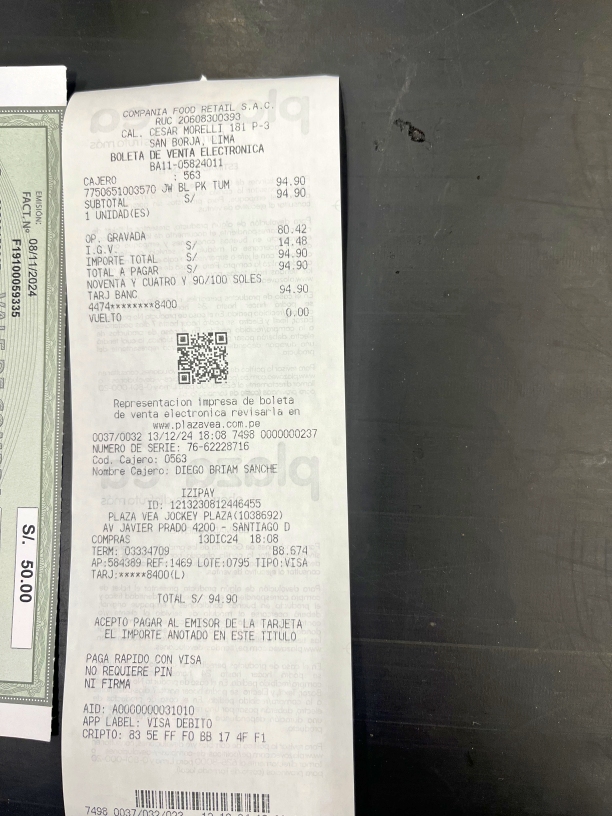 COMPANIA FOOD RETAIL S.A.C.
RUC 20608300393
CAL. CESAR MORELLI 181 P-3
SAN BORJA, LIMA
BOLETA DE VENTA ELECTRONICA
BA11-05824011
CAJERO : 563
7750651003570 JW BL PK TUM 94.90
SUBTOTAL S/ 94.90
1 UNIDAD(ES)
OP. GRAVADA 80.42
I.G.V. S/ 14.48
IMPORTE TOTAL S/ 94.90
TOTAL A PAGAR S/ 94.90
NOVENTA Y CUATRO Y 90/100 SOLES
TARJ BANC 94.90
4474********8400
VUELTO 0.00
Representacion impresa de boleta
de venta electronica revisarla en
www.plazavea.com.pe
0037/0032 13/12/24 18:08 7498 0000000237
NUMERO DE SERIE: 76-62228716
Cod. Cajero: 0563
Nombre Cajero: DIEGO BRIAM SANCHE
IZIPAY
ID: 1213230812446455
PLAZA VEA JOCKEY PLAZA(1038692)
AV JAVIER PRADO 4200 - SANTIAGO D
COMPRAS 13DIC24 18:08
TERM: 03334709 B8.674
AP:584389 REF:1469 LOTE:0795 TIPO:VISA
TARJ:*****8400(L)
TOTAL S/ 94.90
ACEPTO PAGAR AL EMISOR DE LA TARJETA
EL IMPORTE ANOTADO EN ESTE TITULO
PAGA RAPIDO CON VISA
NO REQUIERE PIN
NI FIRMA
AID: A0000000031010
APP LABEL: VISA DEBITO
CRIPTO: 83 5E FF F0 BB 17 4F F1
7498 0037/032/023
EMISIÓN: 08/11/2024
FACT. Nº F19100059335
S/. 50.00